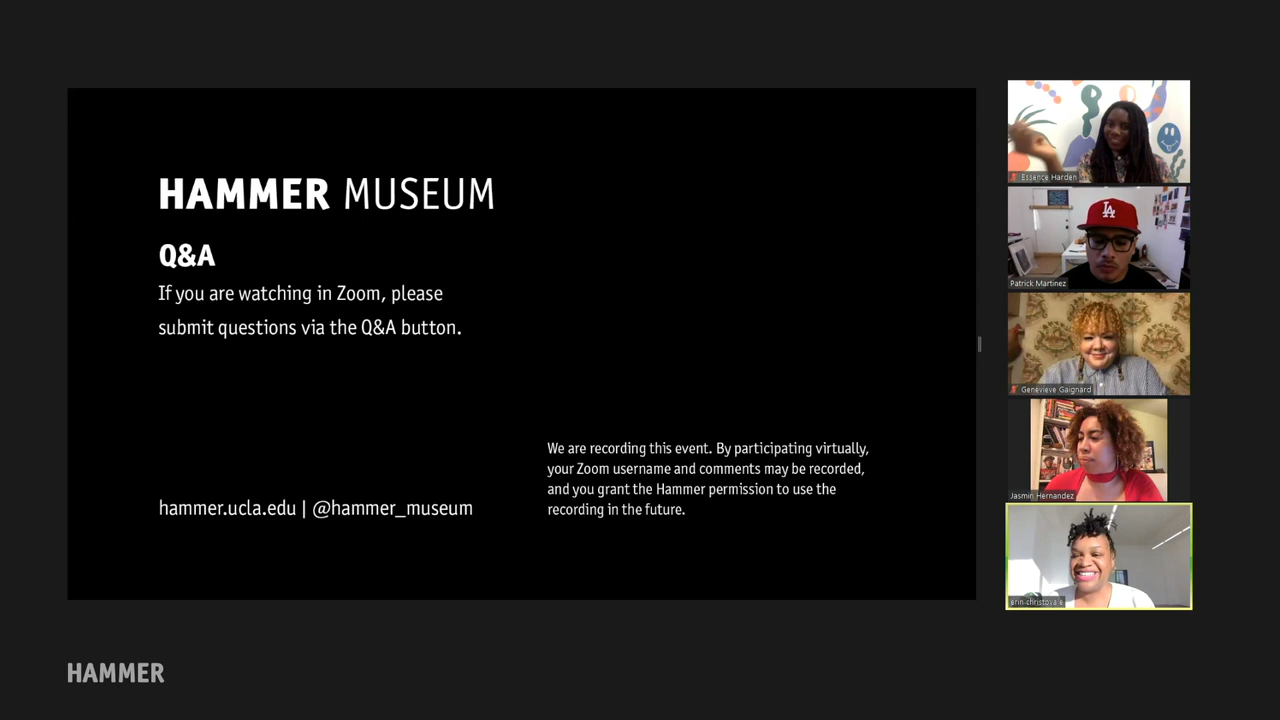 HAMMER MUSEUM
Q&A
If you are watching in Zoom, please
submit questions via the Q&A button.
We are recording this event. By participating virtually,
your Zoom username and comments may be recorded,
and you grant the Hammer permission to use the
recording in the future.
hammer.ucla.edu | @hammer_museum
Essence Harden
Patrick Martinez
LA
Genevieve Gaignard
Jasmin Hernandez
erin christovale
HAMMER